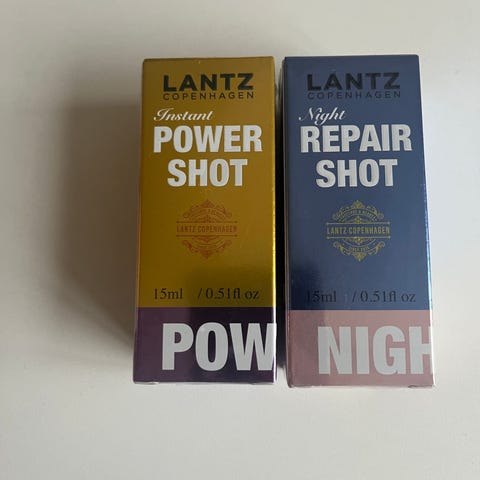 LANTZ
COPENHAGEN
Instant
POWER
SHOT
LANTZ COPENHAGEN
15ml / 0.51fl oz
POW
LANTZ
COPENHAGEN
Night
REPAIR
SHOT
LANTZ COPENHAGEN
15ml / 0.51fl oz
NIGH